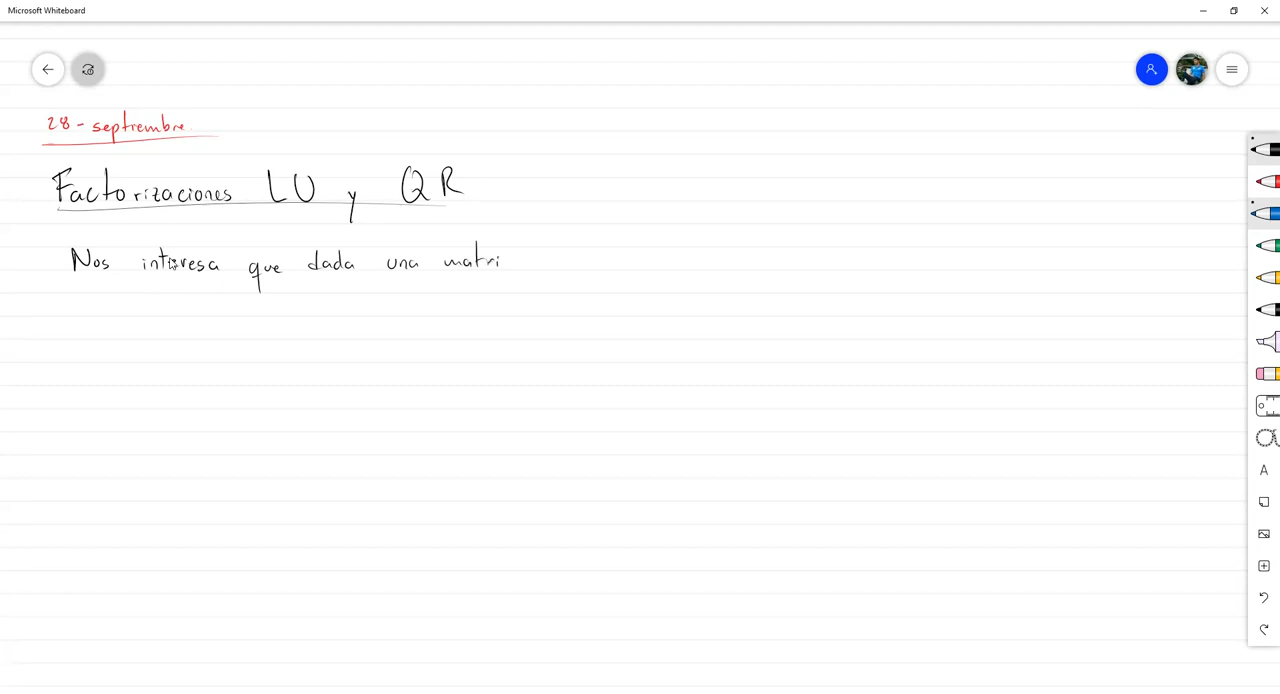 Microsoft Whiteboard
28 - septiembre.
Factorizaciones LU y QR
Nos interesa que dada una matri
A